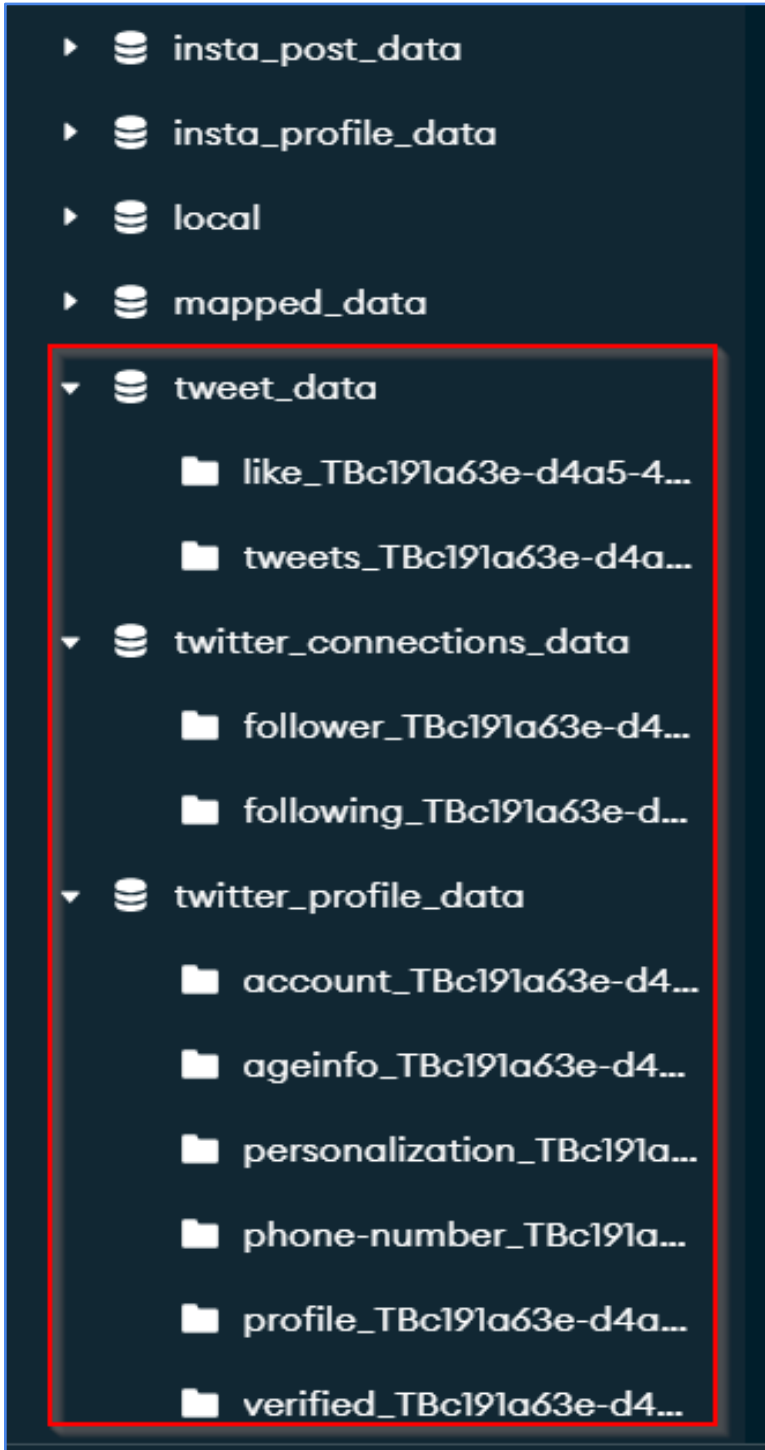 insta_post_data
insta_profile_data
local
mapped_data
tweet_data
like_TBc191a63e-d4a5-4...
tweets_TBc191a63e-d4a...
twitter_connections_data
follower_TBc191a63e-d4...
following_TBc191a63e-d...
twitter_profile_data
account_TBc191a63e-d4...
ageinfo_TBc191a63e-d4...
personalization_TBc191a...
phone-number_TBc191a...
profile_TBc191a63e-d4a...
verified_TBc191a63e-d4...